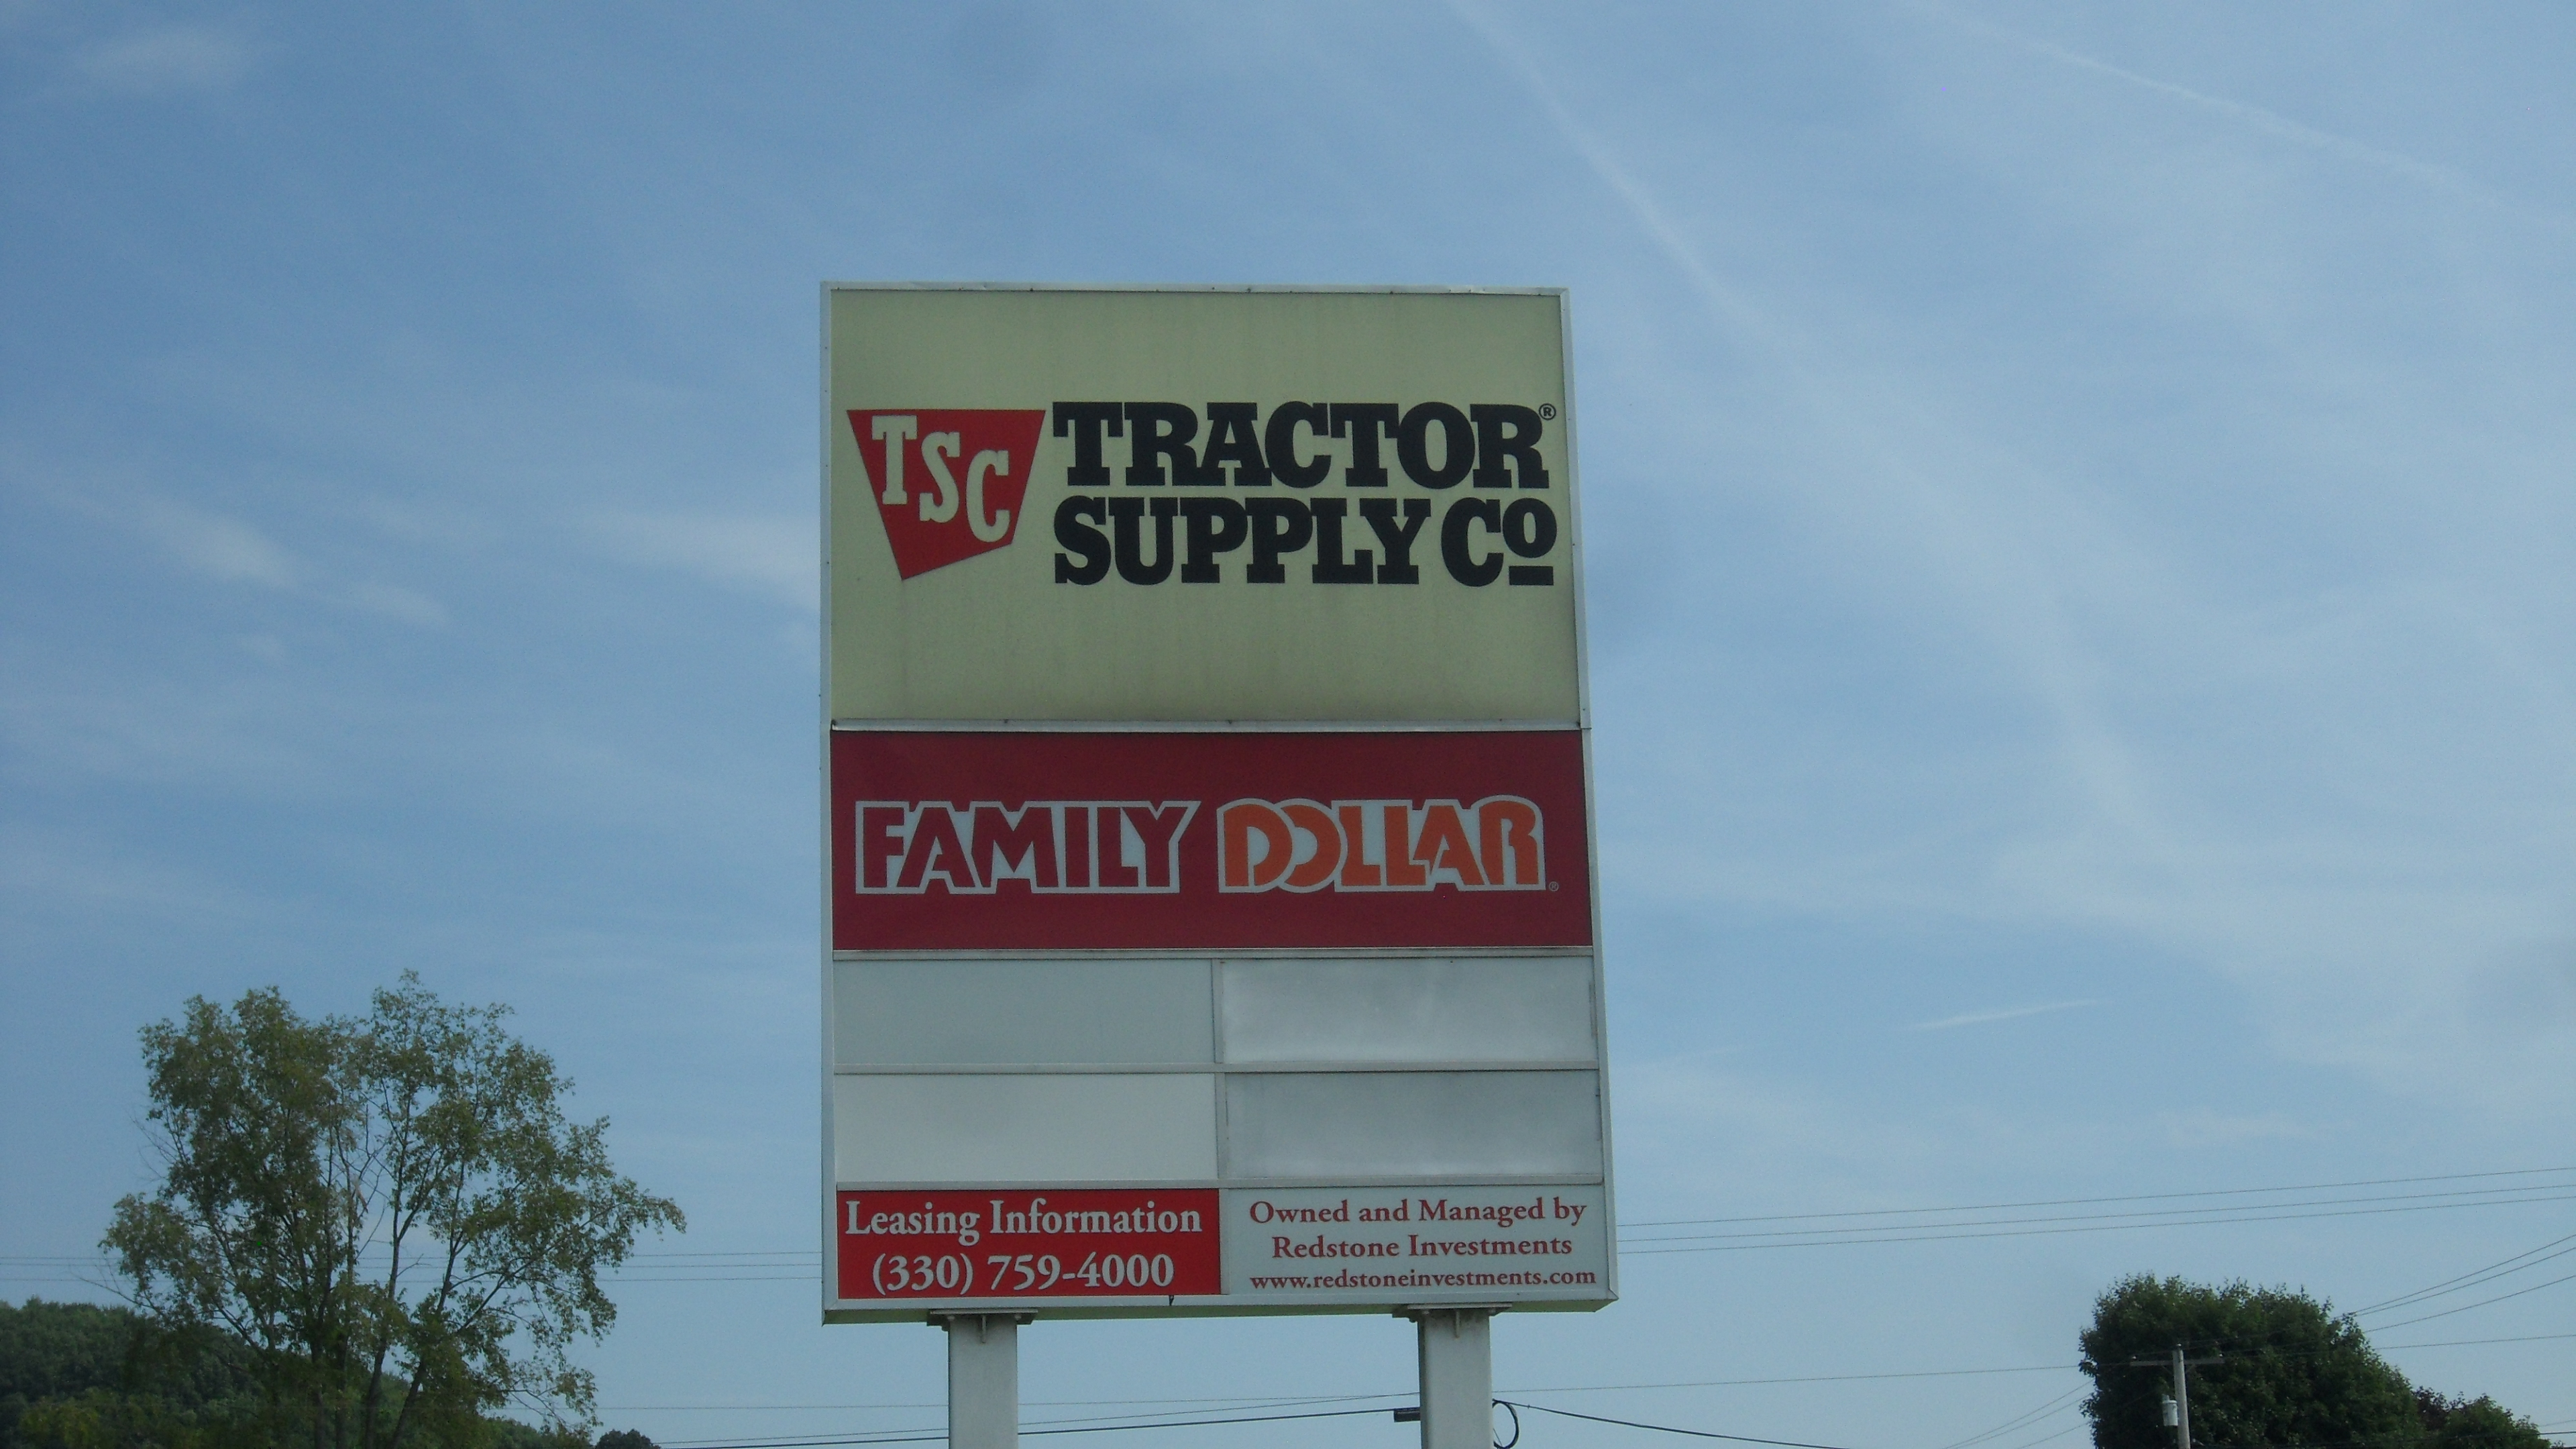 TSC
TRACTOR®
SUPPLY CO
FAMILY DOLLAR®
Leasing Information
(330) 759-4000
Owned and Managed by
Redstone Investments
www.redstoneinvestments.com